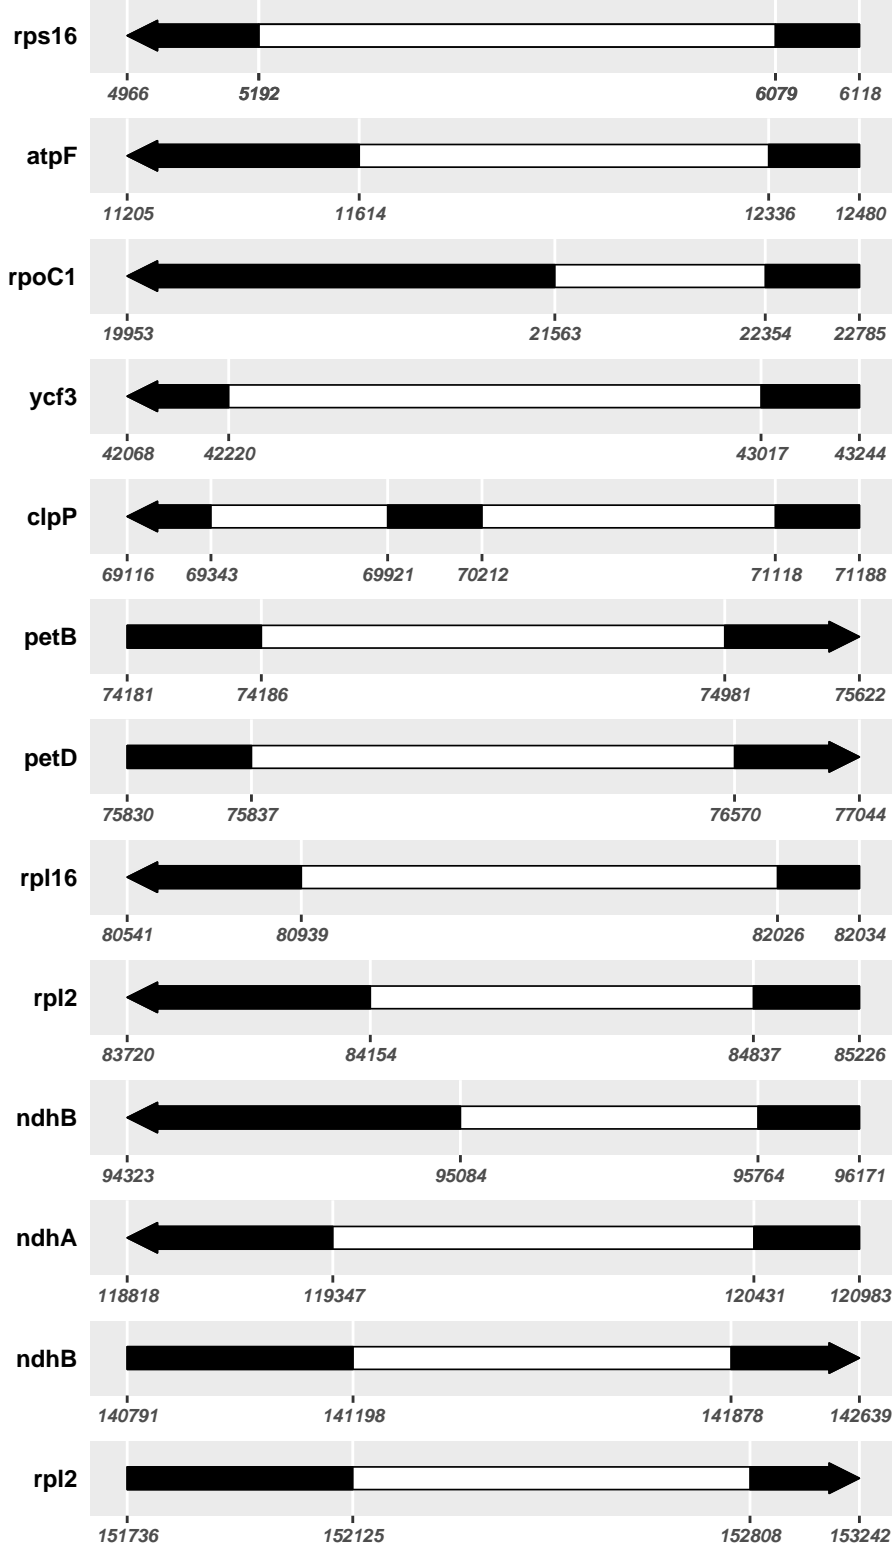 rps16
4966 5192 6079 6118
atpF
11205 11614 12336 12480
rpoC1
19953 21563 22354 22785
ycf3
42068 42220 43017 43244
clpP
69116 69343 69921 70212 71118 71188
petB
74181 74186 74981 75622
petD
75830 75837 76570 77044
rpl16
80541 80939 82026 82034
rpl2
83720 84154 84837 85226
ndhB
94323 95084 95764 96171
ndhA
118818 119347 120431 120983
ndhB
140791 141198 141878 142639
rpl2
151736 152125 152808 153242